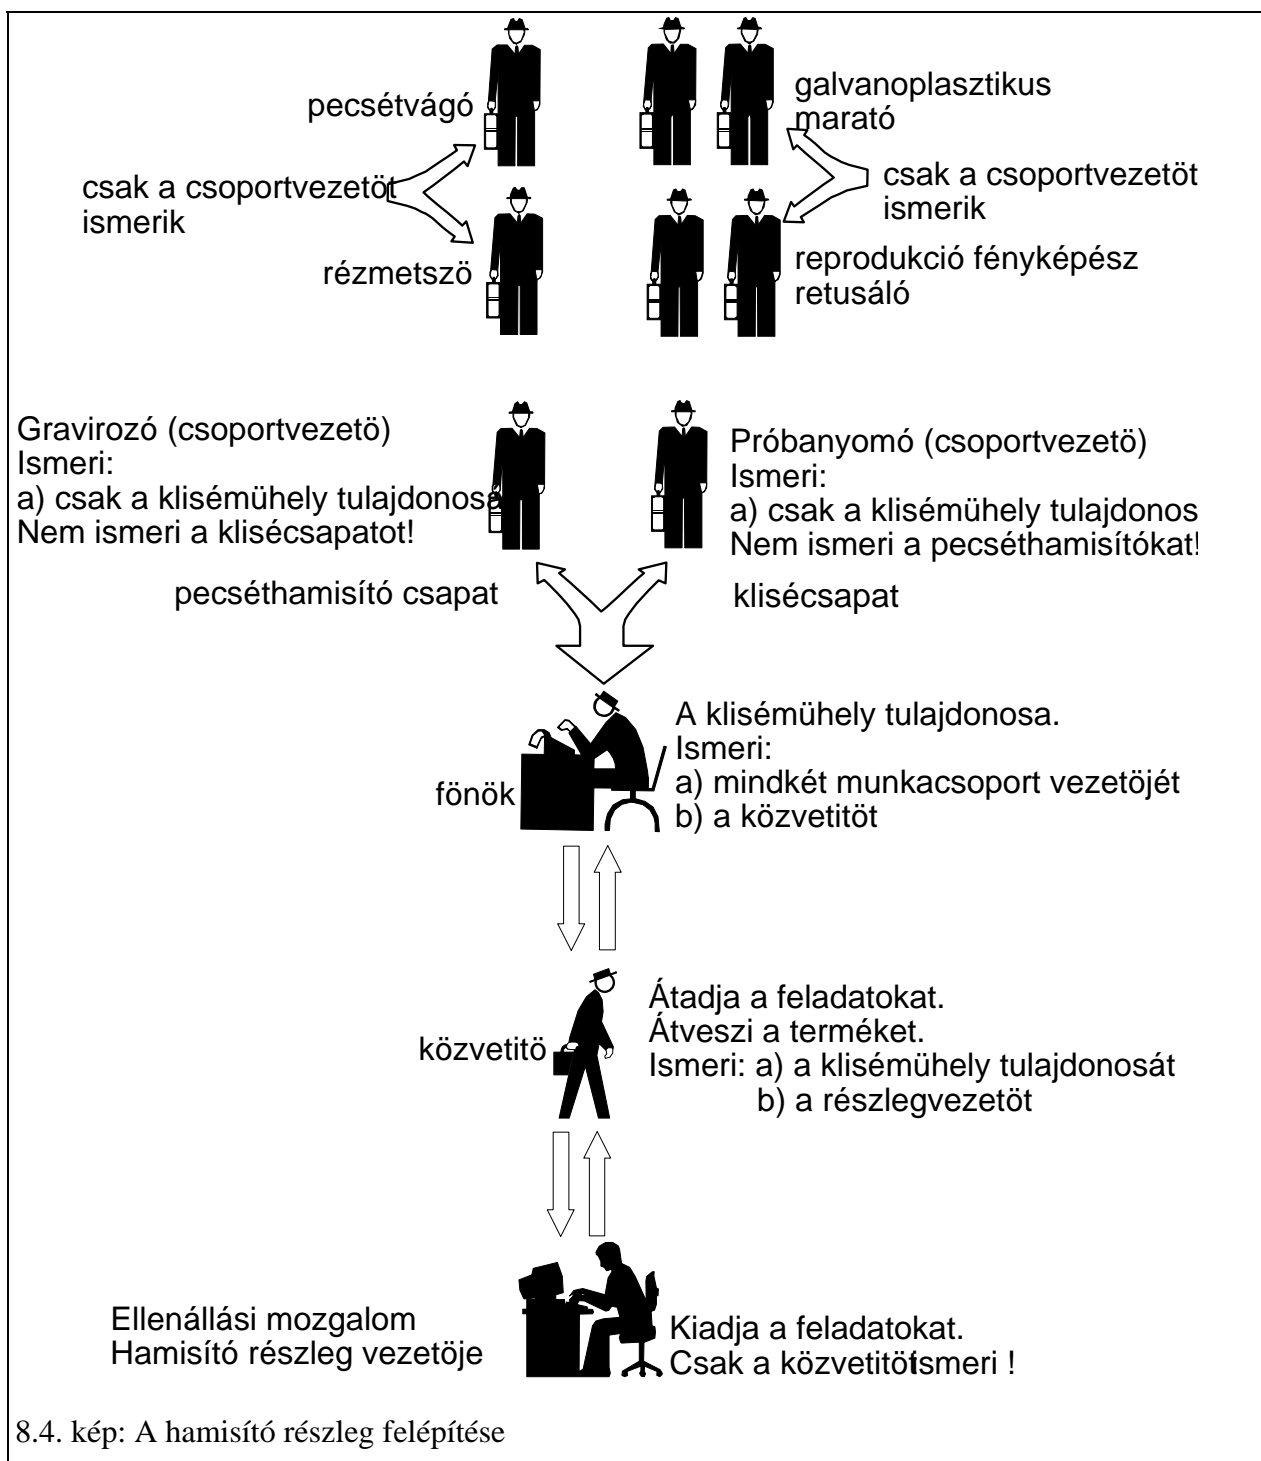 pecsétvágó
galvanoplasztikus
marató
csak a csoportvezetöt
ismerik
csak a csoportvezetöt
ismerik
rézmetszö
reprodukció fényképész
retusáló
Gravirozó (csoportvezetö)
Ismeri:
a) csak a klisémühely tulajdonosa
Nem ismeri a klisécsapatot!
Próbanyomó (csoportvezetö)
Ismeri:
a) csak a klisémühely tulajdonos
Nem ismeri a pecséthamisítókat!
pecséthamisító csapat
klisécsapat
A klisémühely tulajdonosa.
Ismeri:
a) mindkét munkacsoport vezetöjét
b) a közvetitöt
fönök
Átadja a feladatokat.
Átveszi a terméket.
Ismeri: a) a klisémühely tulajdonosát
b) a részlegvezetöt
közvetitö
Ellenállási mozgalom
Hamisító részleg vezetöje
Kiadja a feladatokat.
Csak a közvetitöt ismeri !
8.4. kép: A hamisító részleg felépítése